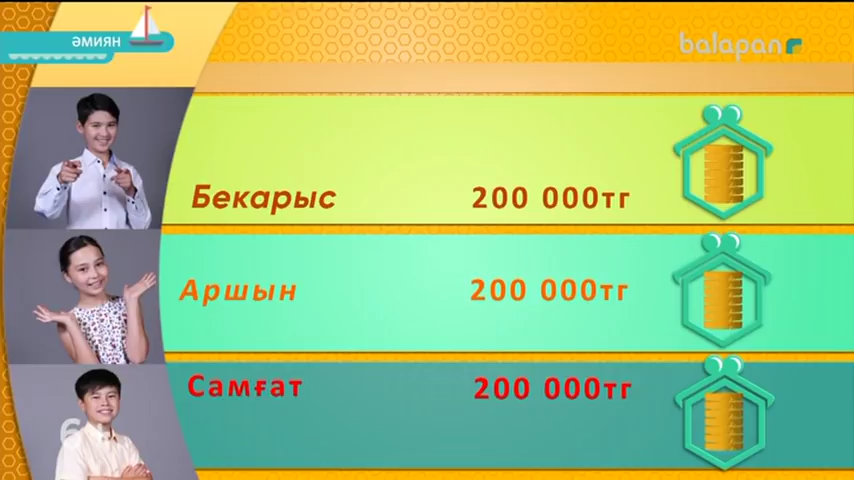 әмиян
balapan
Бекарыс 200 000тг
Аршын 200 000тг
Самғат 200 000тг